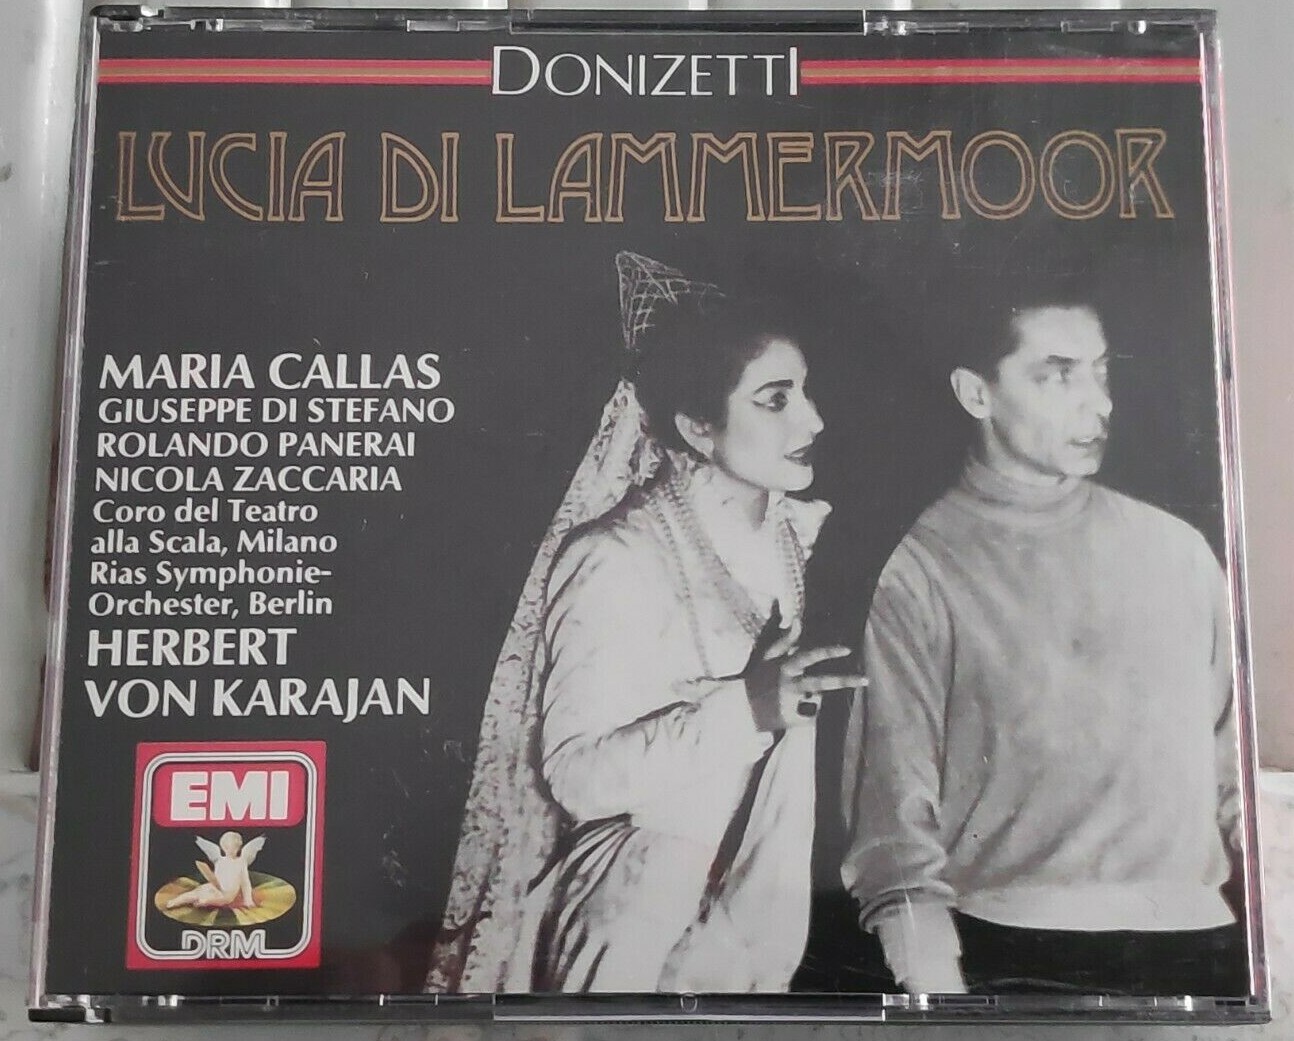 DONIZETTI
LUCIA DI LAMMERMOOR
MARIA CALLAS
GIUSEPPE DI STEFANO
ROLANDO PANERAI
NICOLA ZACCARIA
Coro del Teatro
alla Scala, Milano
Rias Symphonie-
Orchester, Berlin
HERBERT
VON KARAJAN
EMI
DRM